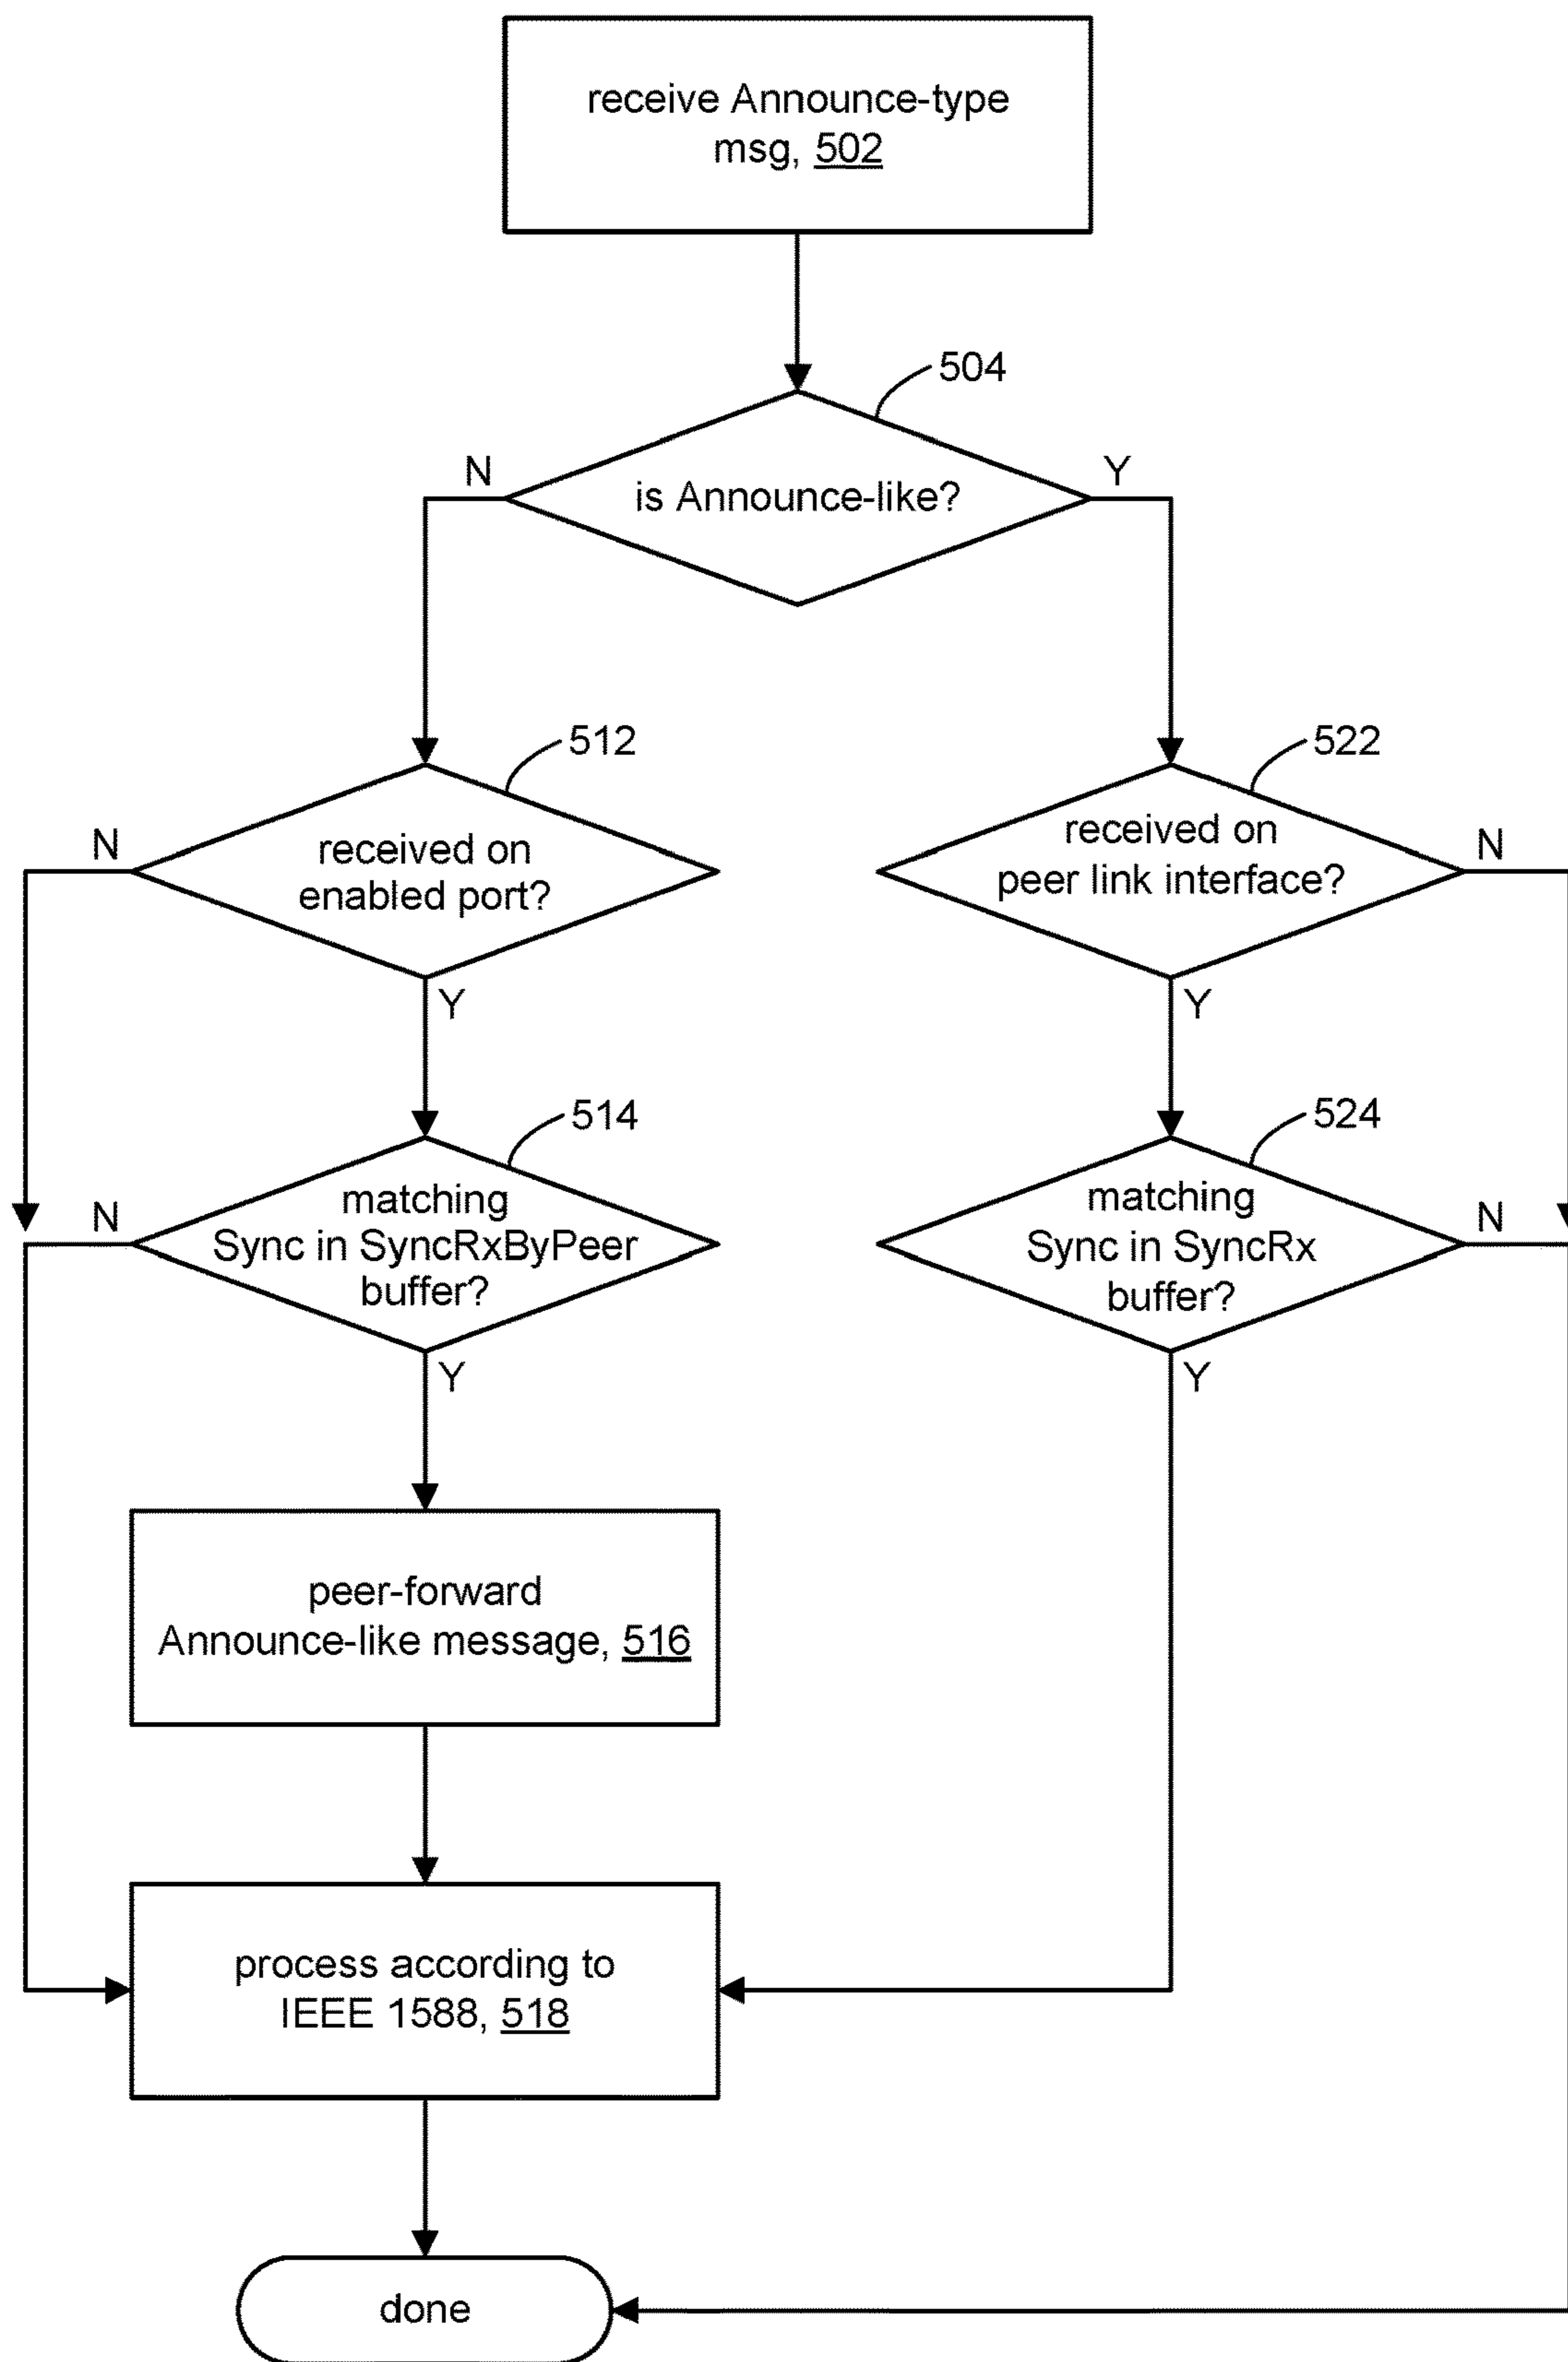 receive Announce-type
msg, 502
504
N
Y
is Announce-like?
512
522
N
received on
enabled port?
received on
peer link interface?
N
Y
Y
514
524
N
matching
Sync in SyncRxByPeer
buffer?
matching
Sync in SyncRx
buffer?
N
Y
Y
peer-forward
Announce-like message, 516
process according to
IEEE 1588, 518
done